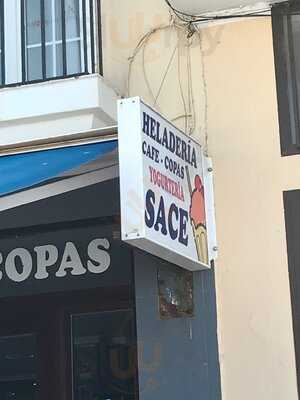 HELADERÍA
CAFE - COPAS
YOGURTERÍA
SACE
COPAS